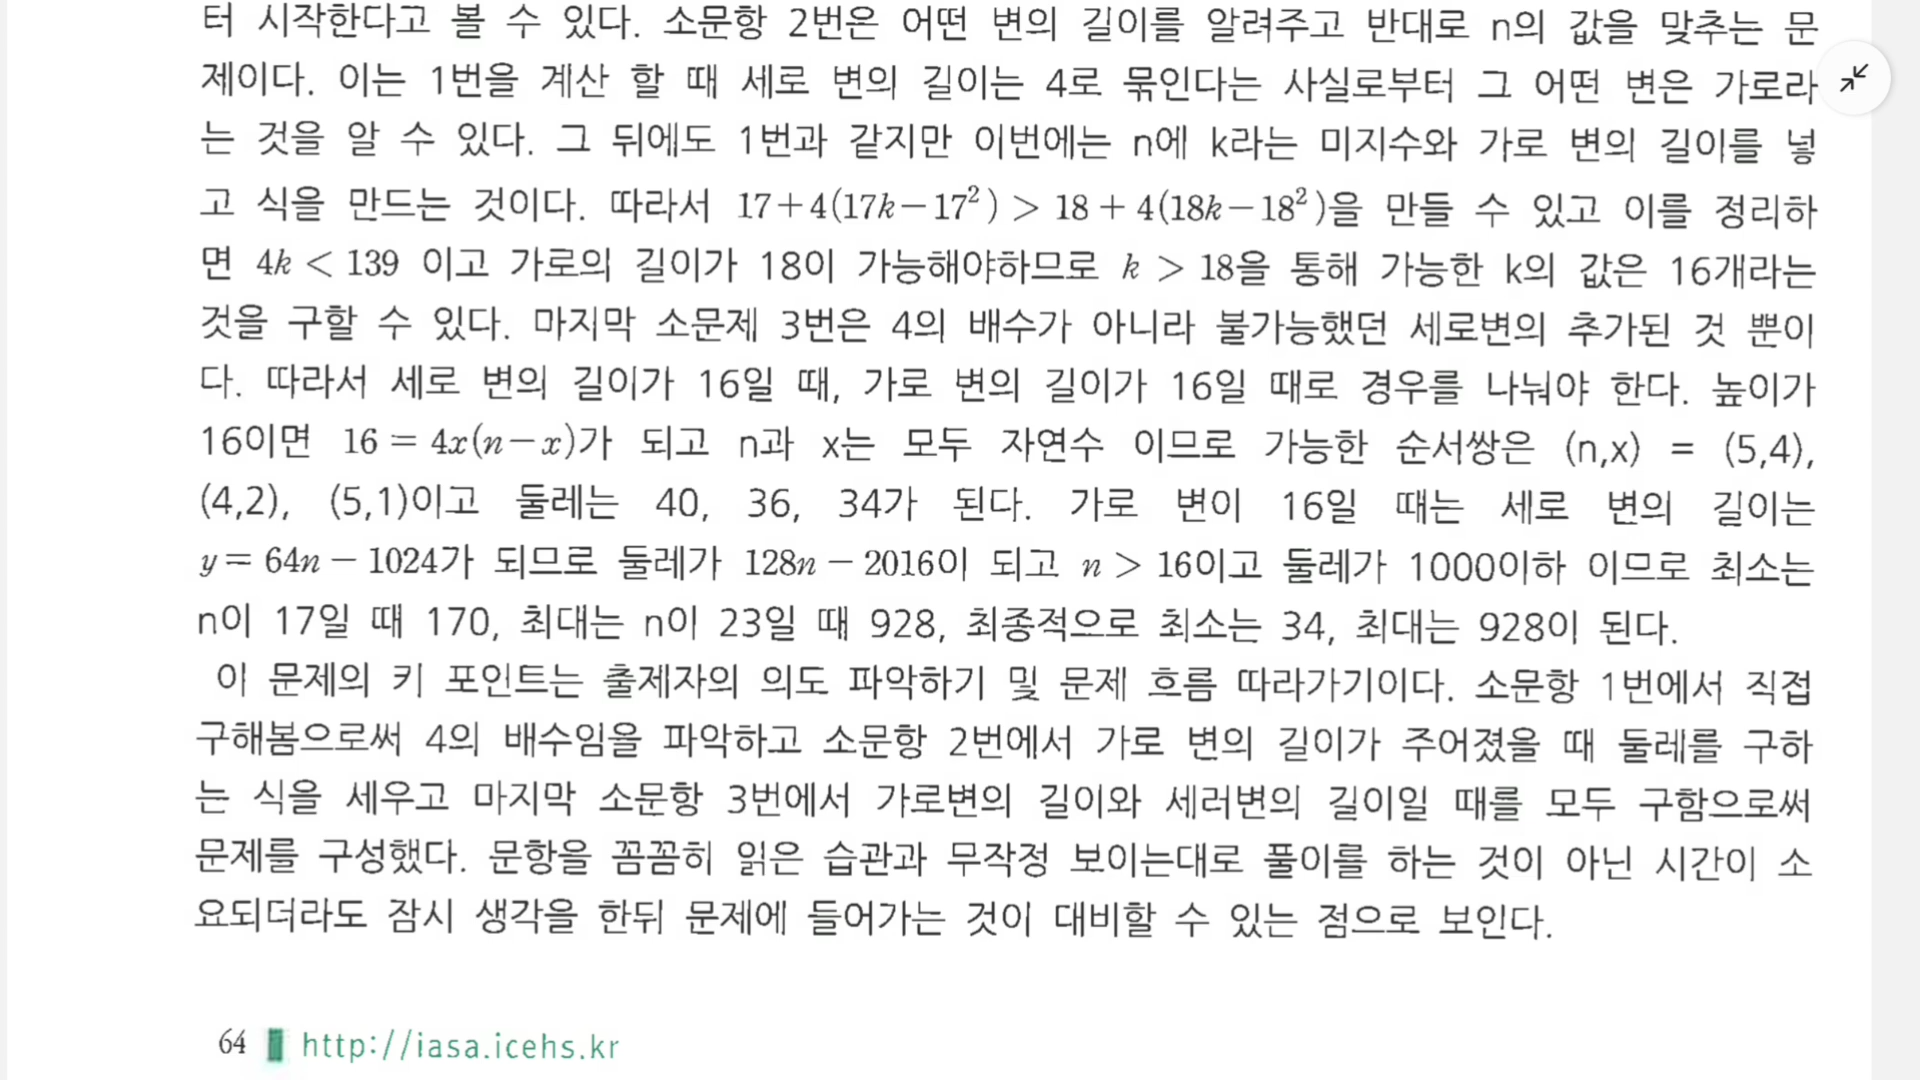 터 시작한다고 볼 수 있다. 소문항 2번은 어떤 변의 길이를 알려주고 반대로 n의 값을 맞추는 문
제이다. 이는 1번을 계산 할 때 세로 변의 길이는 4로 묶인다는 사실로부터 그 어떤 변은 가로라
는 것을 알 수 있다. 그 뒤에도 1번과 같지만 이번에는 n에 k라는 미지수와 가로 변의 길이를 넣
고 식을 만드는 것이다. 따라서 17+4(17k−17²) > 18+4(18k−18²)을 만들 수 있고 이를 정리하
면 4k < 139 이고 가로의 길이가 18이 가능해야하므로 k > 18을 통해 가능한 k의 값은 16개라는
것을 구할 수 있다. 마지막 소문제 3번은 4의 배수가 아니라 불가능했던 세로변의 추가된 것 뿐이
다. 따라서 세로 변의 길이가 16일 때, 가로 변의 길이가 16일 때로 경우를 나눠야 한다. 높이가
16이면 16 = 4x(n−x)가 되고 n과 x는 모두 자연수 이므로 가능한 순서쌍은 (n,x) = (5,4),
(4,2), (5,1)이고 둘레는 40, 36, 34가 된다. 가로 변이 16일 때는 세로 변의 길이는
y = 64n − 1024가 되므로 둘레가 128n − 2016이 되고 n > 16이고 둘레가 1000이하 이므로 최소는
n이 17일 때 170, 최대는 n이 23일 때 928, 최종적으로 최소는 34, 최대는 928이 된다.
이 문제의 키 포인트는 출제자의 의도 파악하기 및 문제 흐름 따라가기이다. 소문항 1번에서 직접
구해봄으로써 4의 배수임을 파악하고 소문항 2번에서 가로 변의 길이가 주어졌을 때 둘레를 구하
는 식을 세우고 마지막 소문항 3번에서 가로변의 길이와 세러변의 길이일 때를 모두 구함으로써
문제를 구성했다. 문항을 꼼꼼히 읽은 습관과 무작정 보이는대로 풀이를 하는 것이 아닌 시간이 소
요되더라도 잠시 생각을 한뒤 문제에 들어가는 것이 대비할 수 있는 점으로 보인다.
64 http://iasa.icehs.kr